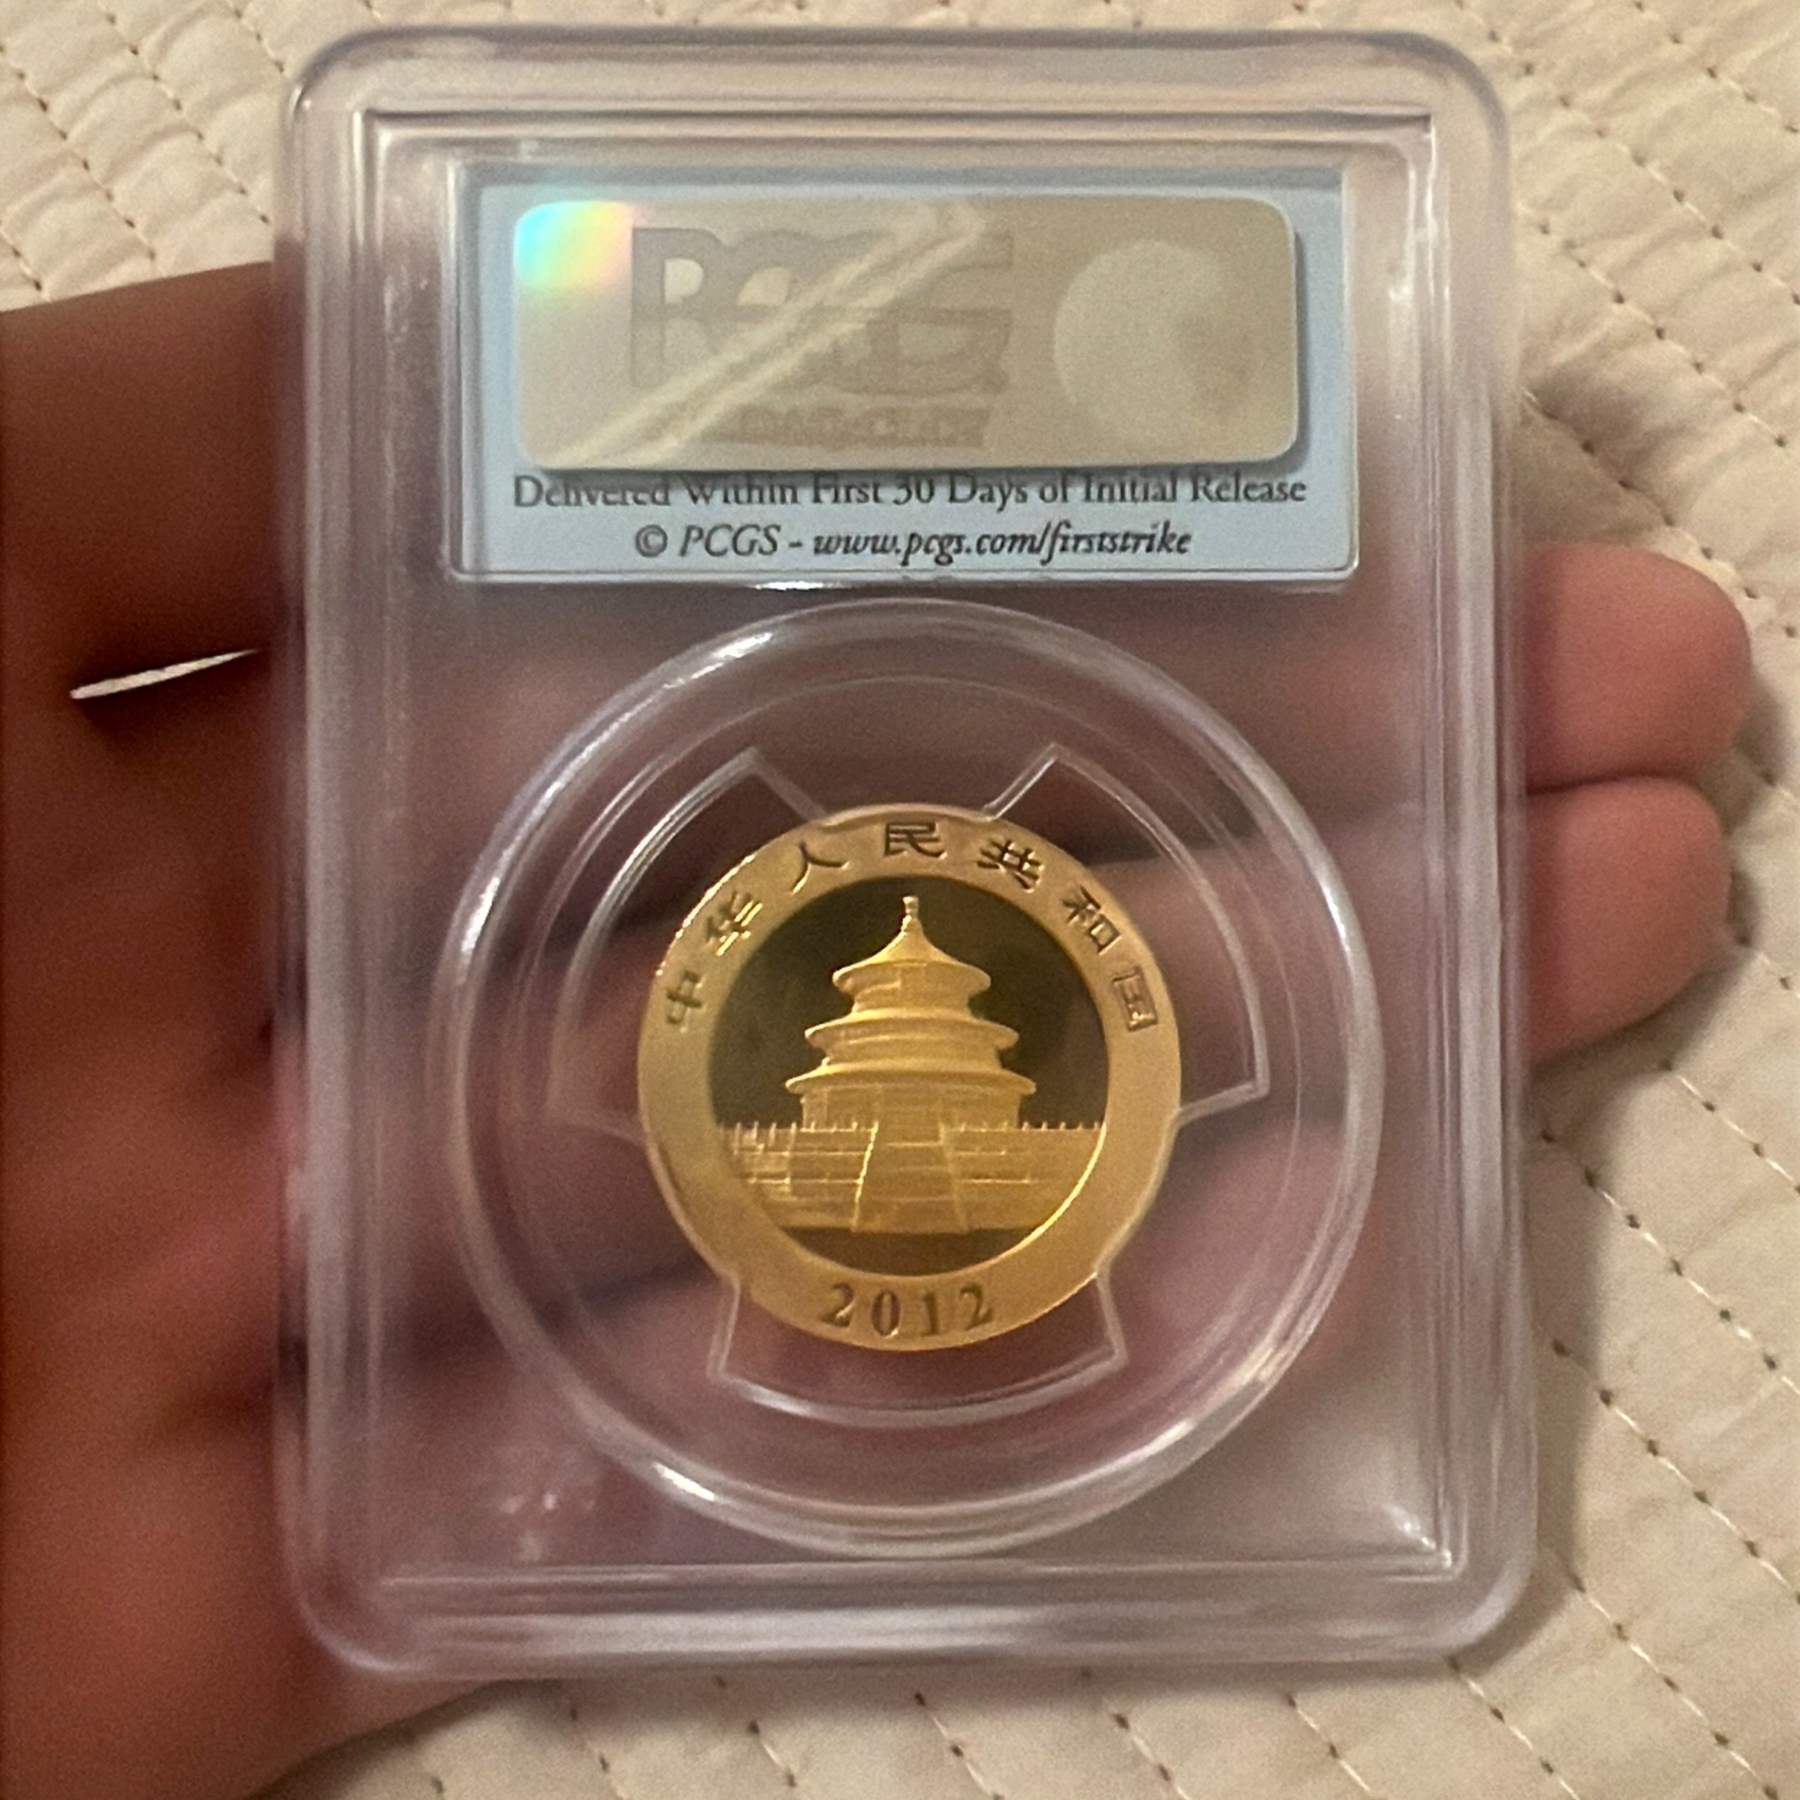 PCGS
Delivered Within First 30 Days of Initial Release
© PCGS - www.pcgs.com/firststrike
中华人民共和国
2012